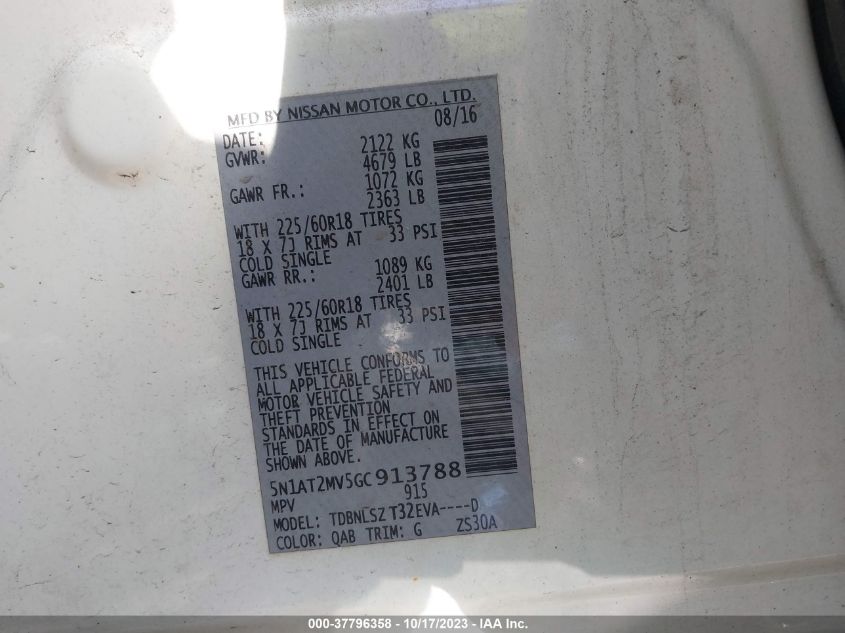 MFD BY NISSAN MOTOR CO., LTD.
DATE: 08/16
GVWR: 2122 KG
4679 LB
GAWR FR.: 1072 KG
2363 LB
WITH 225/60R18 TIRES
18 X 7J RIMS AT 33 PSI
COLD SINGLE
GAWR RR.: 1089 KG
2401 LB
WITH 225/60R18 TIRES
18 X 7J RIMS AT 33 PSI
COLD SINGLE
THIS VEHICLE CONFORMS TO
ALL APPLICABLE FEDERAL
MOTOR VEHICLE SAFETY AND
THEFT PREVENTION
STANDARDS IN EFFECT ON
THE DATE OF MANUFACTURE
SHOWN ABOVE.
5N1AT2MV5GC913788
MPV 915
MODEL: TDBNLSZ T32EVA----D
COLOR: QAB TRIM: G ZS30A
000-37796358 - 10/17/2023 - IAA Inc.